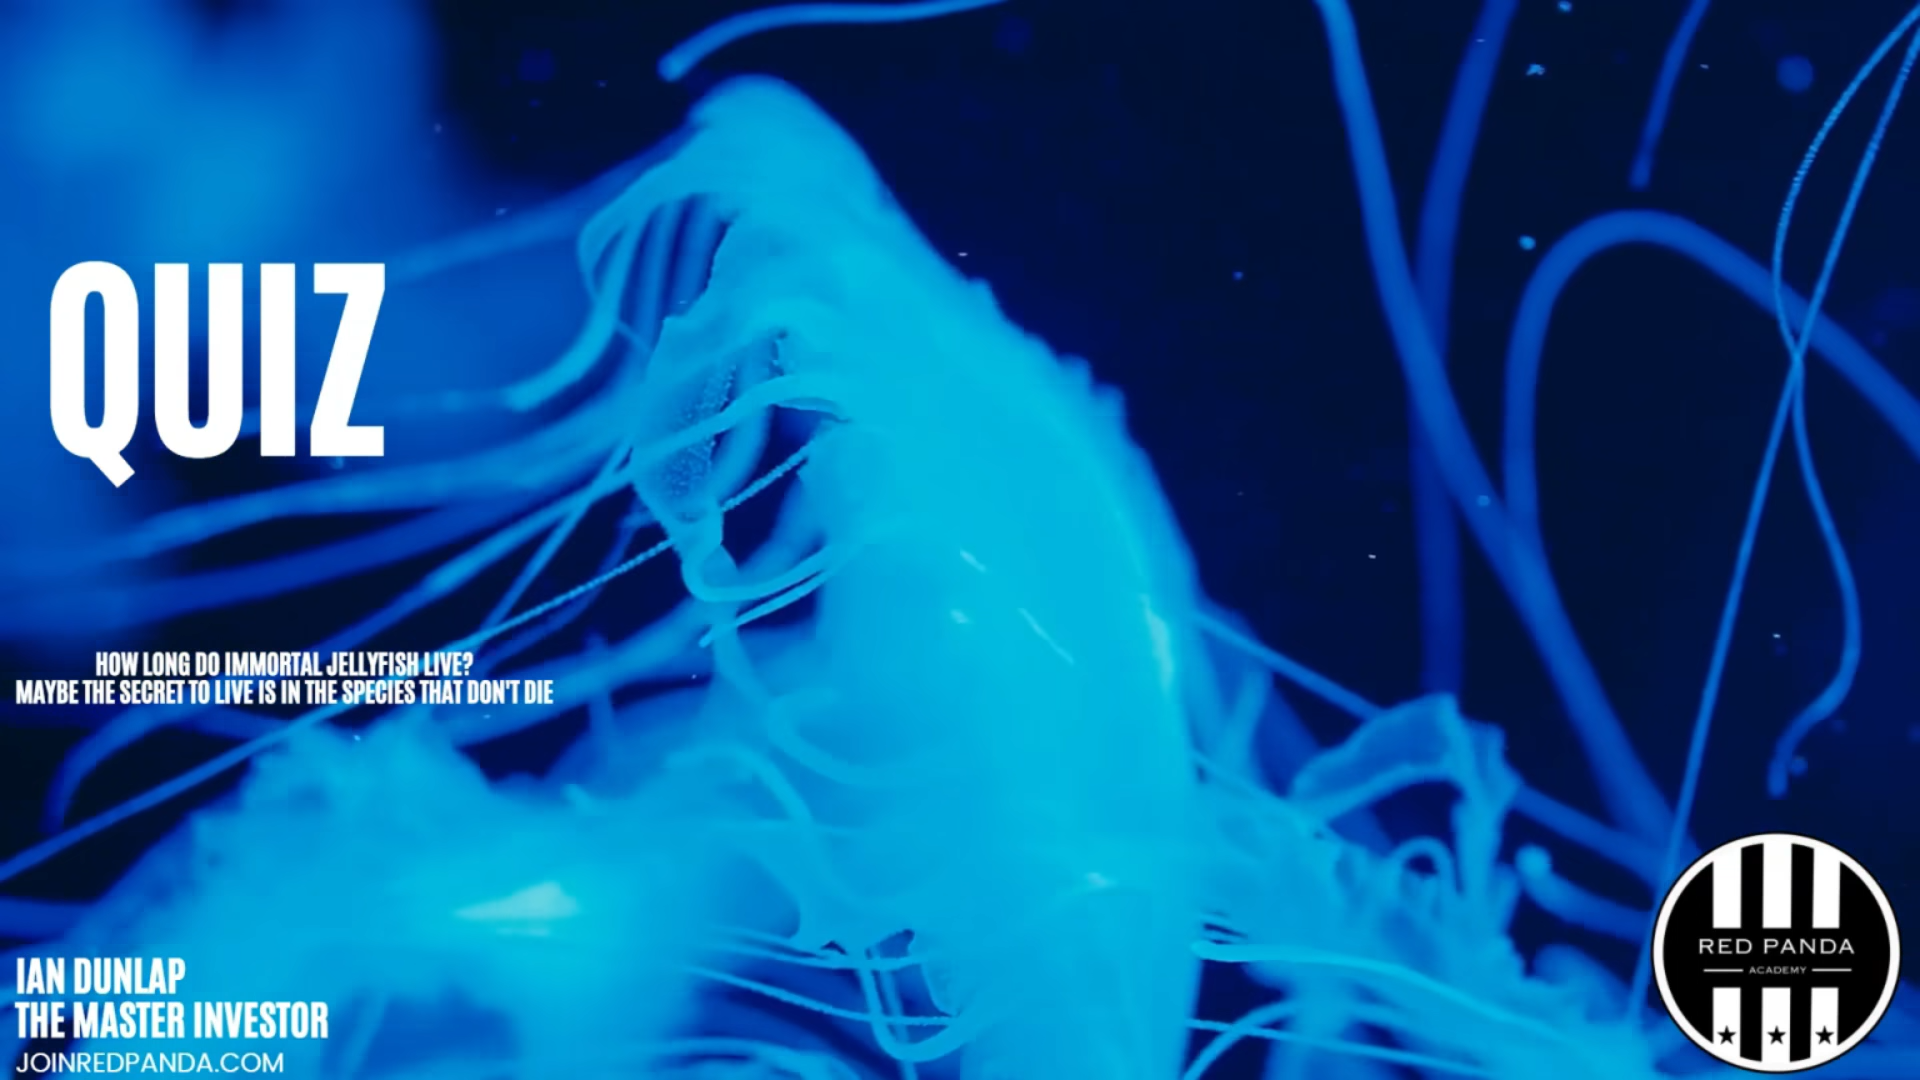 QUIZ
HOW LONG DO IMMORTAL JELLYFISH LIVE?
MAYBE THE SECRET TO LIVE IS IN THE SPECIES THAT DON'T DIE
IAN DUNLAP
THE MASTER INVESTOR
JOINREDPANDA.COM
RED PANDA
ACADEMY